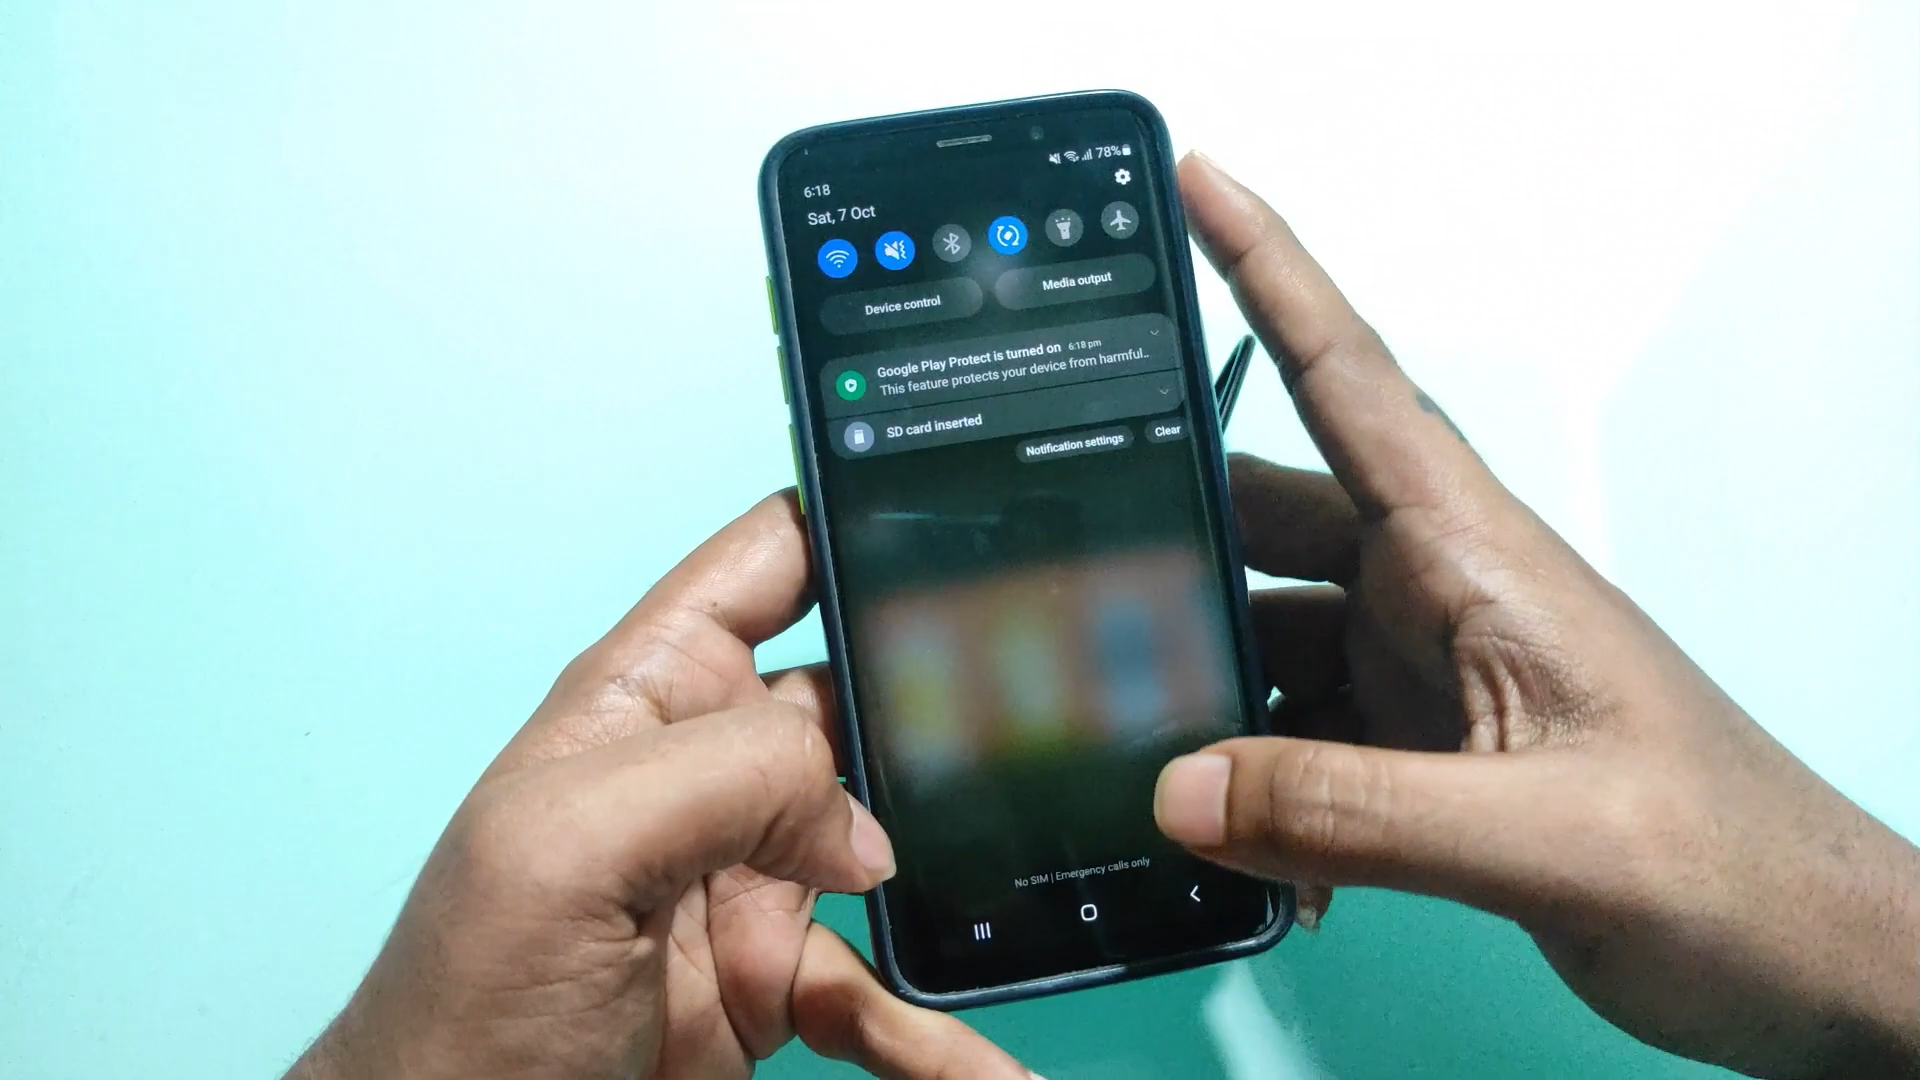 78%
6:18
Sat, 7 Oct
Device control
Media output
Google Play Protect is turned on 6:18 pm
This feature protects your device from harmful..
SD card inserted
Notification settings
Clear
No SIM | Emergency calls only